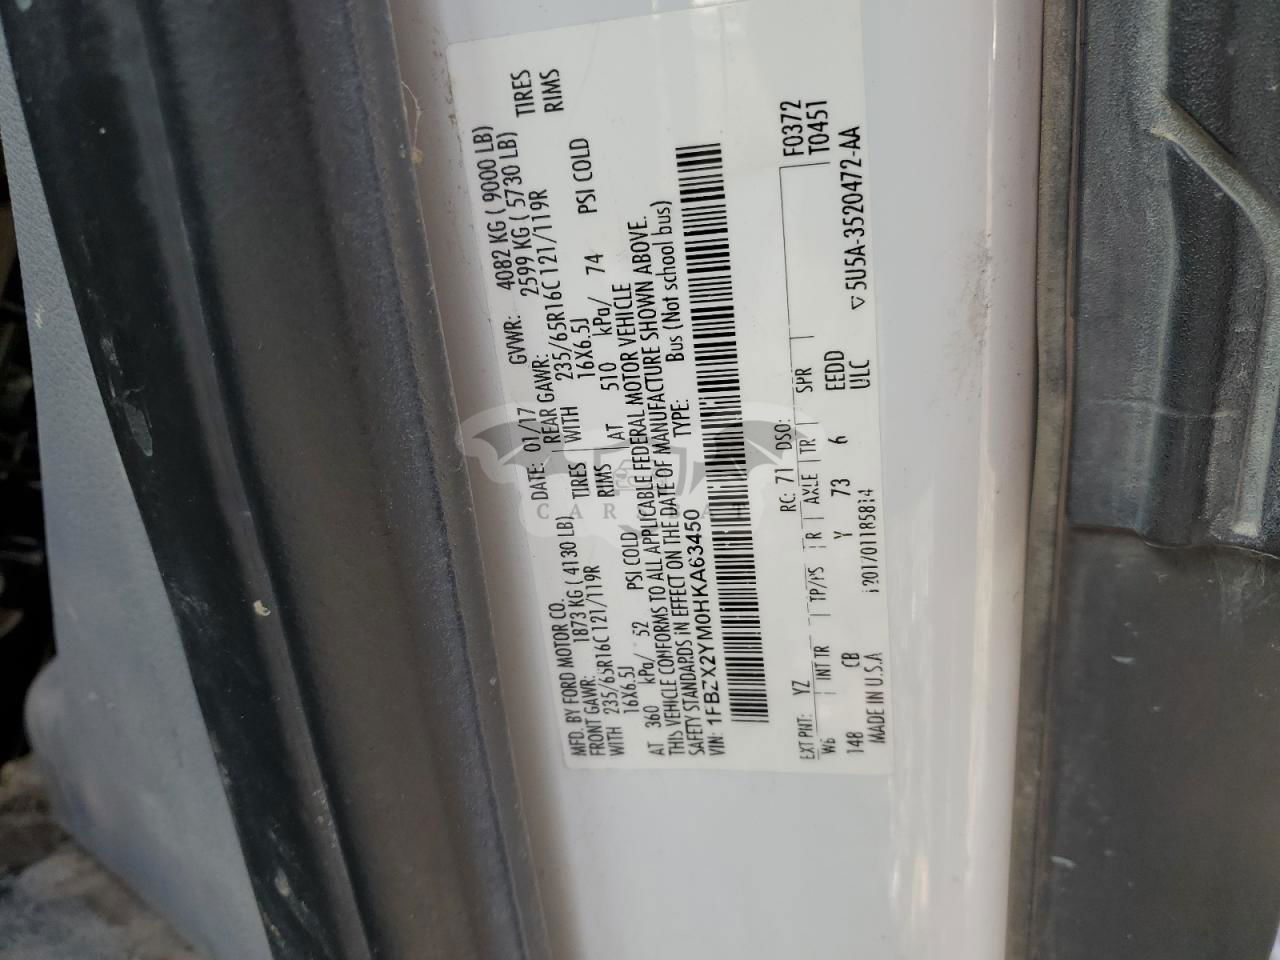 MFD. BY FORD MOTOR CO. DATE: 01/17 GVWR: 4082 KG ( 9000 LB)
FRONT GAWR: 1873 KG ( 4130 LB) REAR GAWR: 2599 KG ( 5730 LB)
WITH 235/65R16C 121/119R TIRES WITH 235/65R16C 121/119R TIRES
16X6.5J RIMS 16X6.5J RIMS
AT 360 kPa/ 52 PSI COLD AT 510 kPa/ 74 PSI COLD
THIS VEHICLE CONFORMS TO ALL APPLICABLE FEDERAL MOTOR VEHICLE
SAFETY STANDARDS IN EFFECT ON THE DATE OF MANUFACTURE SHOWN ABOVE.
VIN: 1FBZX2YM0HKA63450 TYPE: Bus (Not school bus)
EXT PNT: YZ RC: 71 DSO: F0372
W6 INT TR TP/PS R AXLE TR SPR T0451
148 CB Y 73 6 EEDD
MADE IN U.S.A ULC 5U5A-3520472-AA